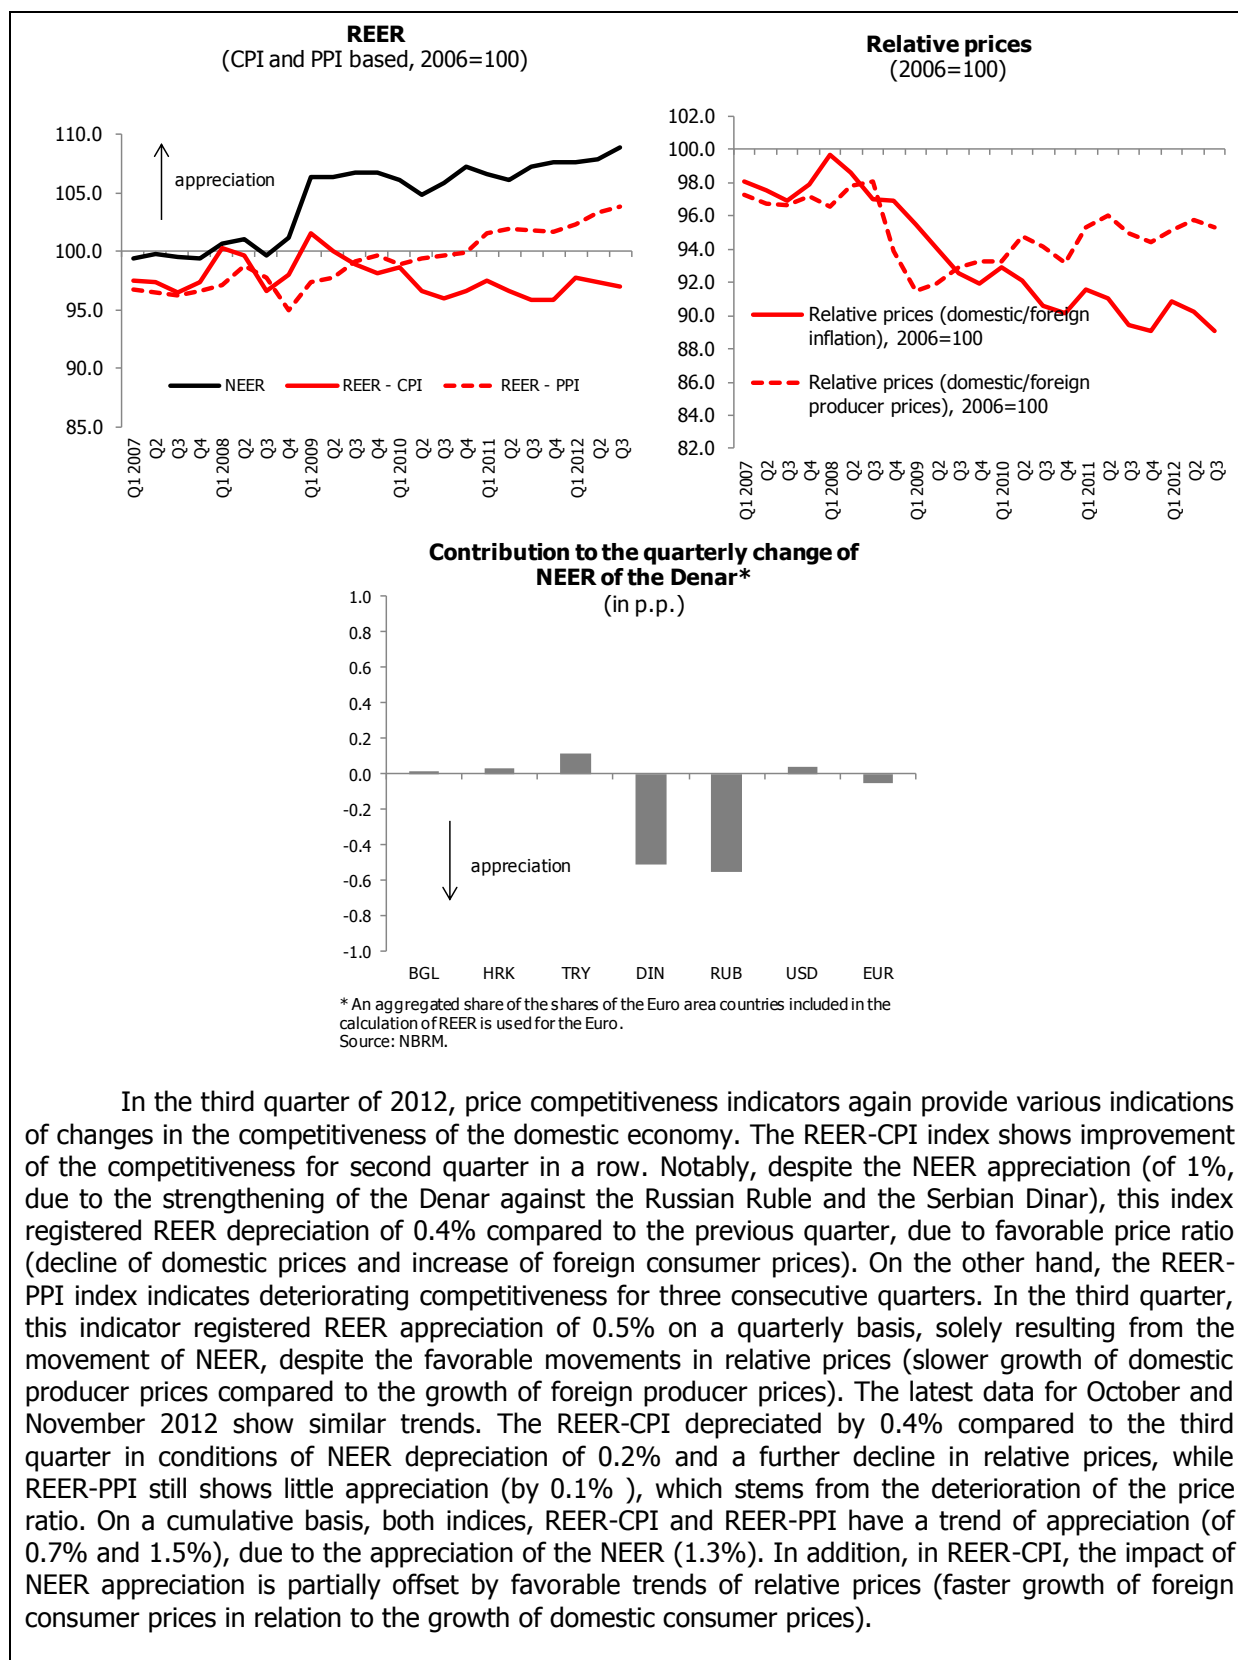 REER
(CPI and PPI based, 2006=100)
110.0
105.0
100.0
95.0
90.0
85.0
appreciation
NEER
REER - CPI
REER - PPI
Q1 2007
Q2
Q3
Q4
Q1 2008
Q2
Q3
Q4
Q1 2009
Q2
Q3
Q4
Q1 2010
Q2
Q3
Q4
Q1 2011
Q2
Q3
Q4
Q1 2012
Q2
Q3
Relative prices
(2006=100)
102.0
100.0
98.0
96.0
94.0
92.0
90.0
88.0
86.0
84.0
82.0
Relative prices (domestic/foreign
inflation), 2006=100
Relative prices (domestic/foreign
producer prices), 2006=100
Q1 2007
Q2
Q3
Q4
Q1 2008
Q2
Q3
Q4
Q1 2009
Q2
Q3
Q4
Q1 2010
Q2
Q3
Q4
Q1 2011
Q2
Q3
Q4
Q1 2012
Q2
Q3
Contribution to the quarterly change of
NEER of the Denar*
(in p.p.)
1.0
0.8
0.6
0.4
0.2
0.0
-0.2
-0.4
-0.6
-0.8
-1.0
appreciation
BGL HRK TRY DIN RUB USD EUR
* An aggregated share of the shares of the Euro area countries included in the
calculation of REER is used for the Euro.
Source: NBRM.
In the third quarter of 2012, price competitiveness indicators again provide various indications
of changes in the competitiveness of the domestic economy. The REER-CPI index shows improvement
of the competitiveness for second quarter in a row. Notably, despite the NEER appreciation (of 1%,
due to the strengthening of the Denar against the Russian Ruble and the Serbian Dinar), this index
registered REER depreciation of 0.4% compared to the previous quarter, due to favorable price ratio
(decline of domestic prices and increase of foreign consumer prices). On the other hand, the REER-
PPI index indicates deteriorating competitiveness for three consecutive quarters. In the third quarter,
this indicator registered REER appreciation of 0.5% on a quarterly basis, solely resulting from the
movement of NEER, despite the favorable movements in relative prices (slower growth of domestic
producer prices compared to the growth of foreign producer prices). The latest data for October and
November 2012 show similar trends. The REER-CPI depreciated by 0.4% compared to the third
quarter in conditions of NEER depreciation of 0.2% and a further decline in relative prices, while
REER-PPI still shows little appreciation (by 0.1% ), which stems from the deterioration of the price
ratio. On a cumulative basis, both indices, REER-CPI and REER-PPI have a trend of appreciation (of
0.7% and 1.5%), due to the appreciation of the NEER (1.3%). In addition, in REER-CPI, the impact of
NEER appreciation is partially offset by favorable trends of relative prices (faster growth of foreign
consumer prices in relation to the growth of domestic consumer prices).